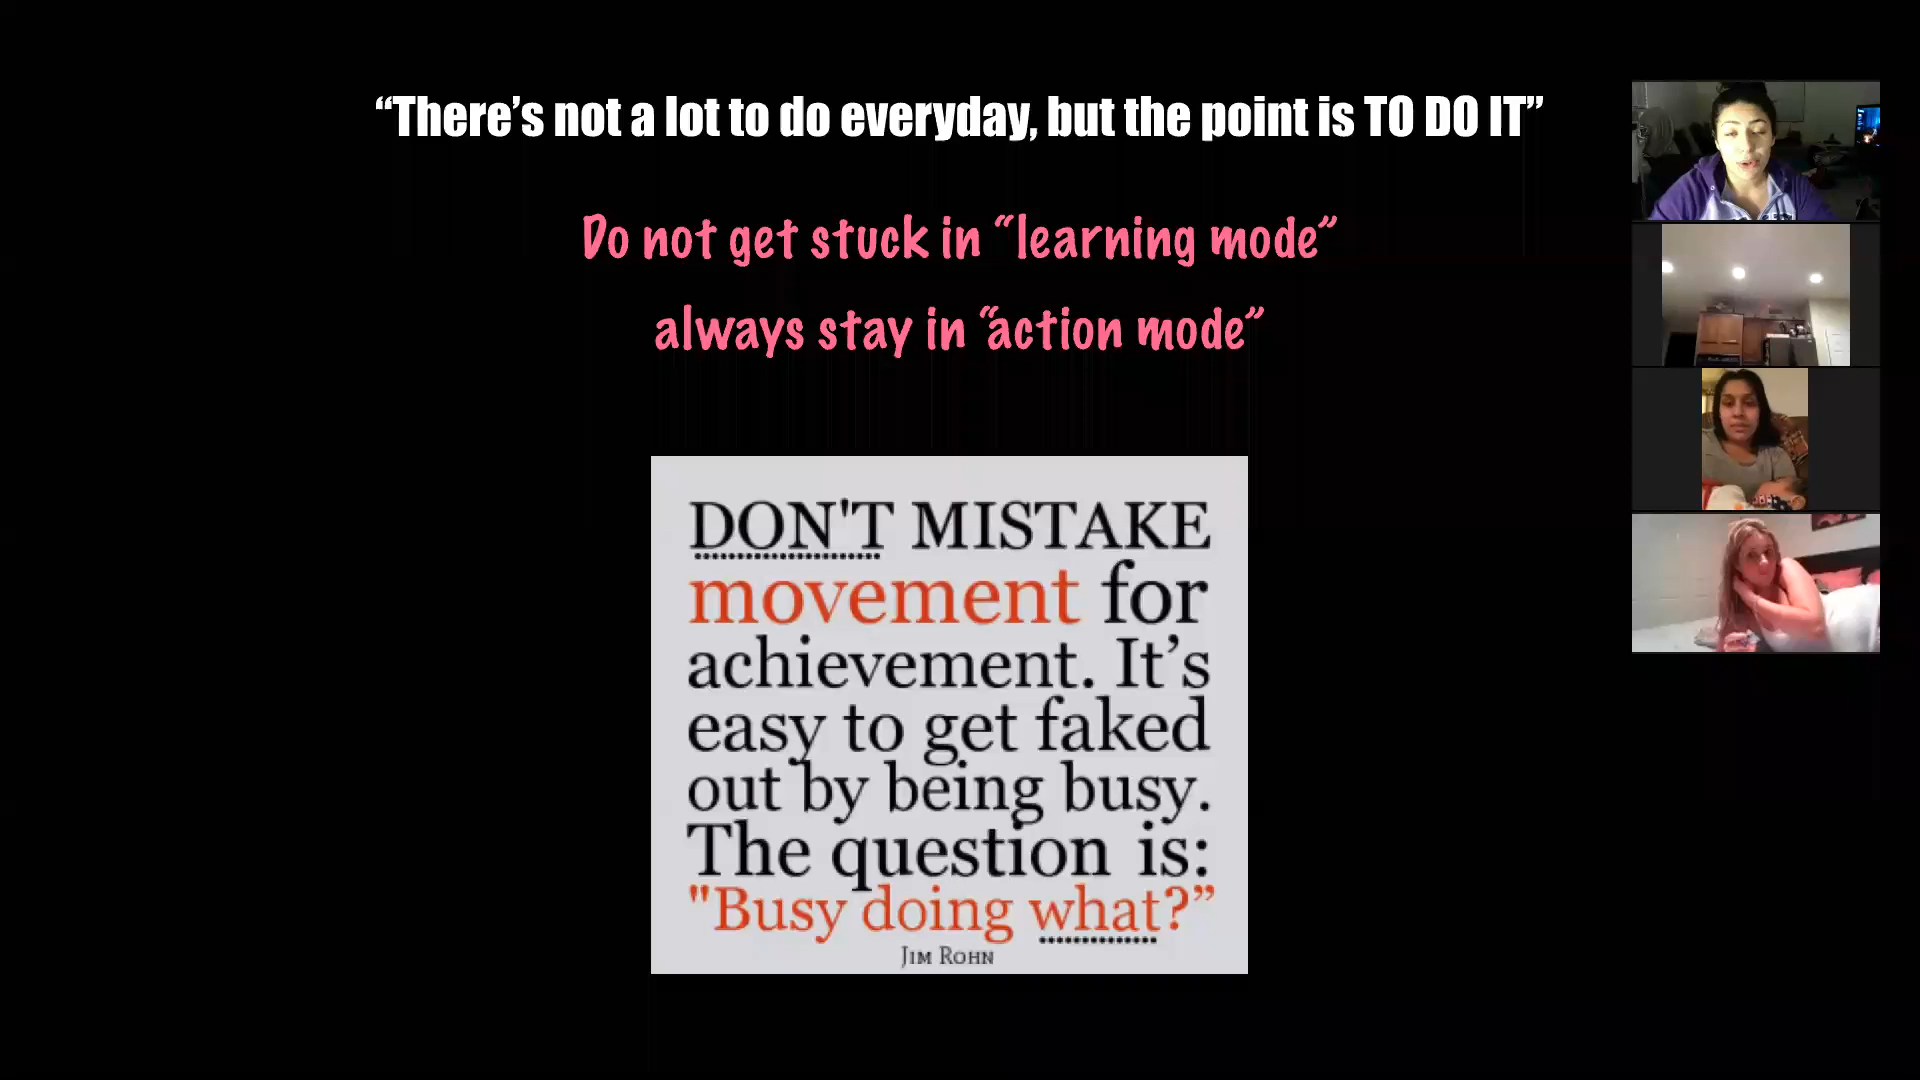 “There’s not a lot to do everyday, but the point is TO DO IT”
Do not get stuck in “learning mode”
always stay in “action mode”
DON'T MISTAKE
movement for
achievement. It’s
easy to get faked
out by being busy.
The question is:
"Busy doing what?”
Jim Rohn